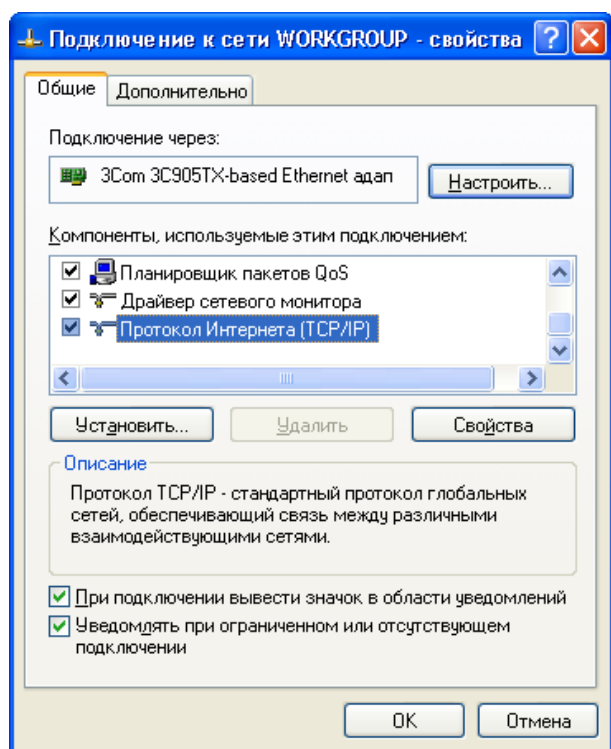 Подключение к сети WORKGROUP - свойства
Общие
Дополнительно
Подключение через:
3Com 3C905TX-based Ethernet адап
Настроить...
Компоненты, используемые этим подключением:
Планировщик пакетов QoS
Драйвер сетевого монитора
Протокол Интернета (TCP/IP)
Установить...
Удалить
Свойства
Описание
Протокол TCP/IP - стандартный протокол глобальных
сетей, обеспечивающий связь между различными
взаимодействующими сетями.
При подключении вывести значок в области уведомлений
Уведомлять при ограниченном или отсутствующем
подключении
OK
Отмена